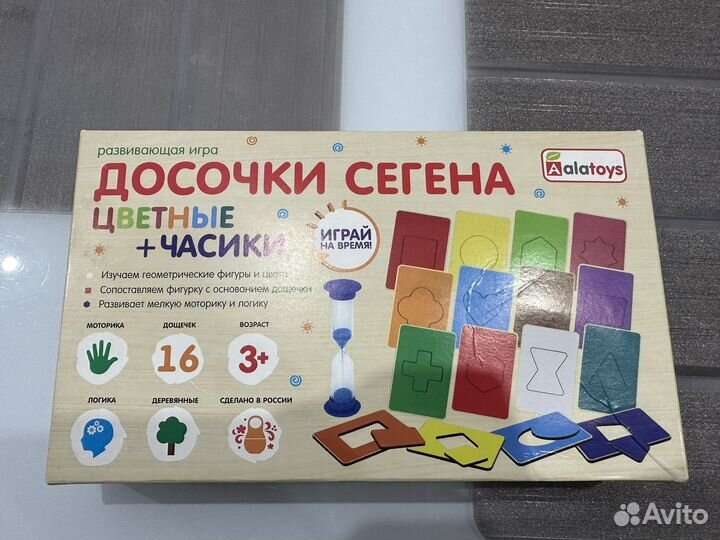 развивающая игра
ДОСОЧКИ СЕГЕНА
ЦВЕТНЫЕ
+ЧАСИКИ
ИГРАЙ
НА ВРЕМЯ!
Aalatoys
Изучаем геометрические фигуры и цвета
Сопоставляем фигурку с основанием дощечки
Развивает мелкую моторику и логику
МОТОРИКА
ДОЩЕЧЕК
ВОЗРАСТ
16
3+
ЛОГИКА
ДЕРЕВЯННЫЕ
СДЕЛАНО В РОССИИ
Avito